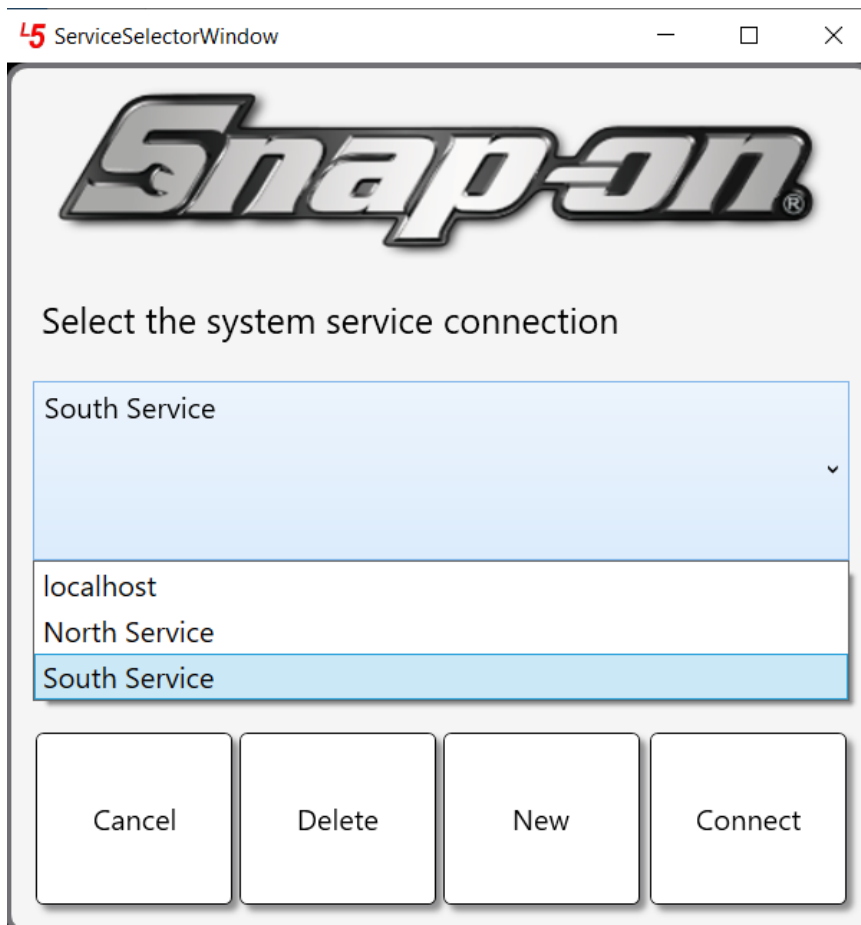 L5 ServiceSelectorWindow
Snap-on®
Select the system service connection
South Service
localhost
North Service
South Service
Cancel Delete New Connect